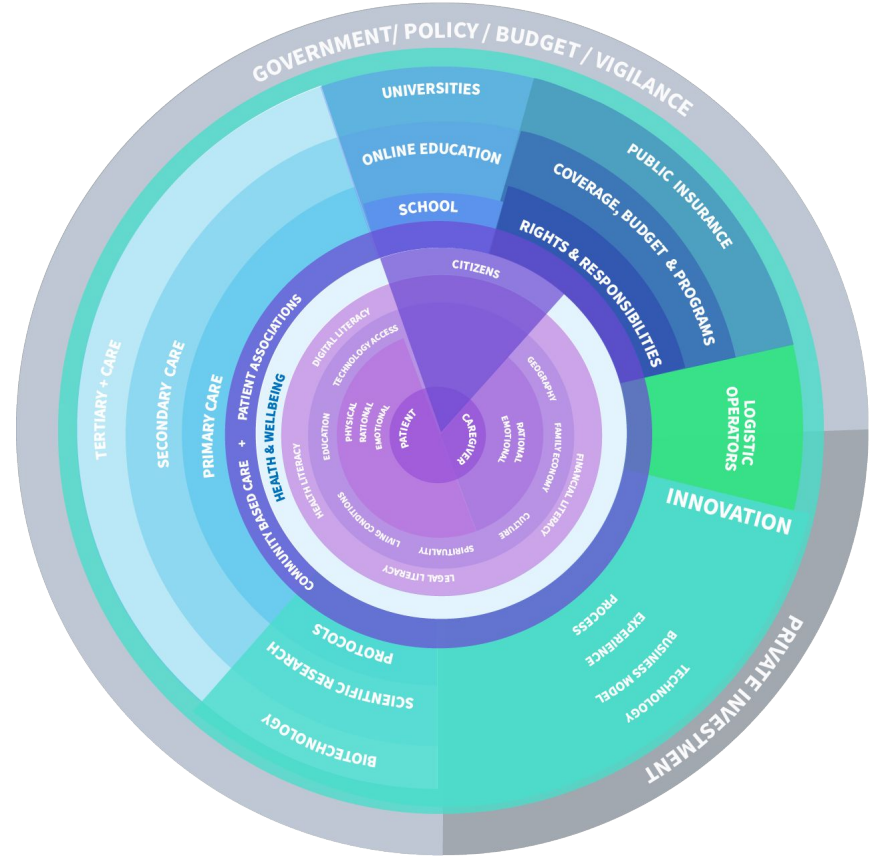 GOVERNMENT/ POLICY / BUDGET / VIGILANCE
UNIVERSITIES
ONLINE EDUCATION
SCHOOL
PUBLIC INSURANCE
COVERAGE, BUDGET & PROGRAMS
RIGHTS & RESPONSIBILITIES
LOGISTIC
OPERATORS
INNOVATION
PROCESS
EXPERIENCE
BUSINESS MODEL
TECHNOLOGY
PRIVATE INVESTMENT
PROTOCOLS
SCIENTIFIC RESEARCH
BIOTECHNOLOGY
TERTIARY + CARE
SECONDARY CARE
PRIMARY CARE
COMMUNITY BASED CARE + PATIENT ASSOCIATIONS
HEALTH & WELLBEING
CITIZENS
DIGITAL LITERACY
TECHNOLOGY ACCESS
HEALTH LITERACY
EDUCATION
PHYSICAL
RATIONAL
EMOTIONAL
PATIENT
CAREGIVER
RATIONAL
EMOTIONAL
GEOGRAPHY
FAMILY ECONOMY
FINANCIAL LITERACY
CULTURE
SPIRITUALITY
LIVING CONDITIONS
LEGAL LITERACY